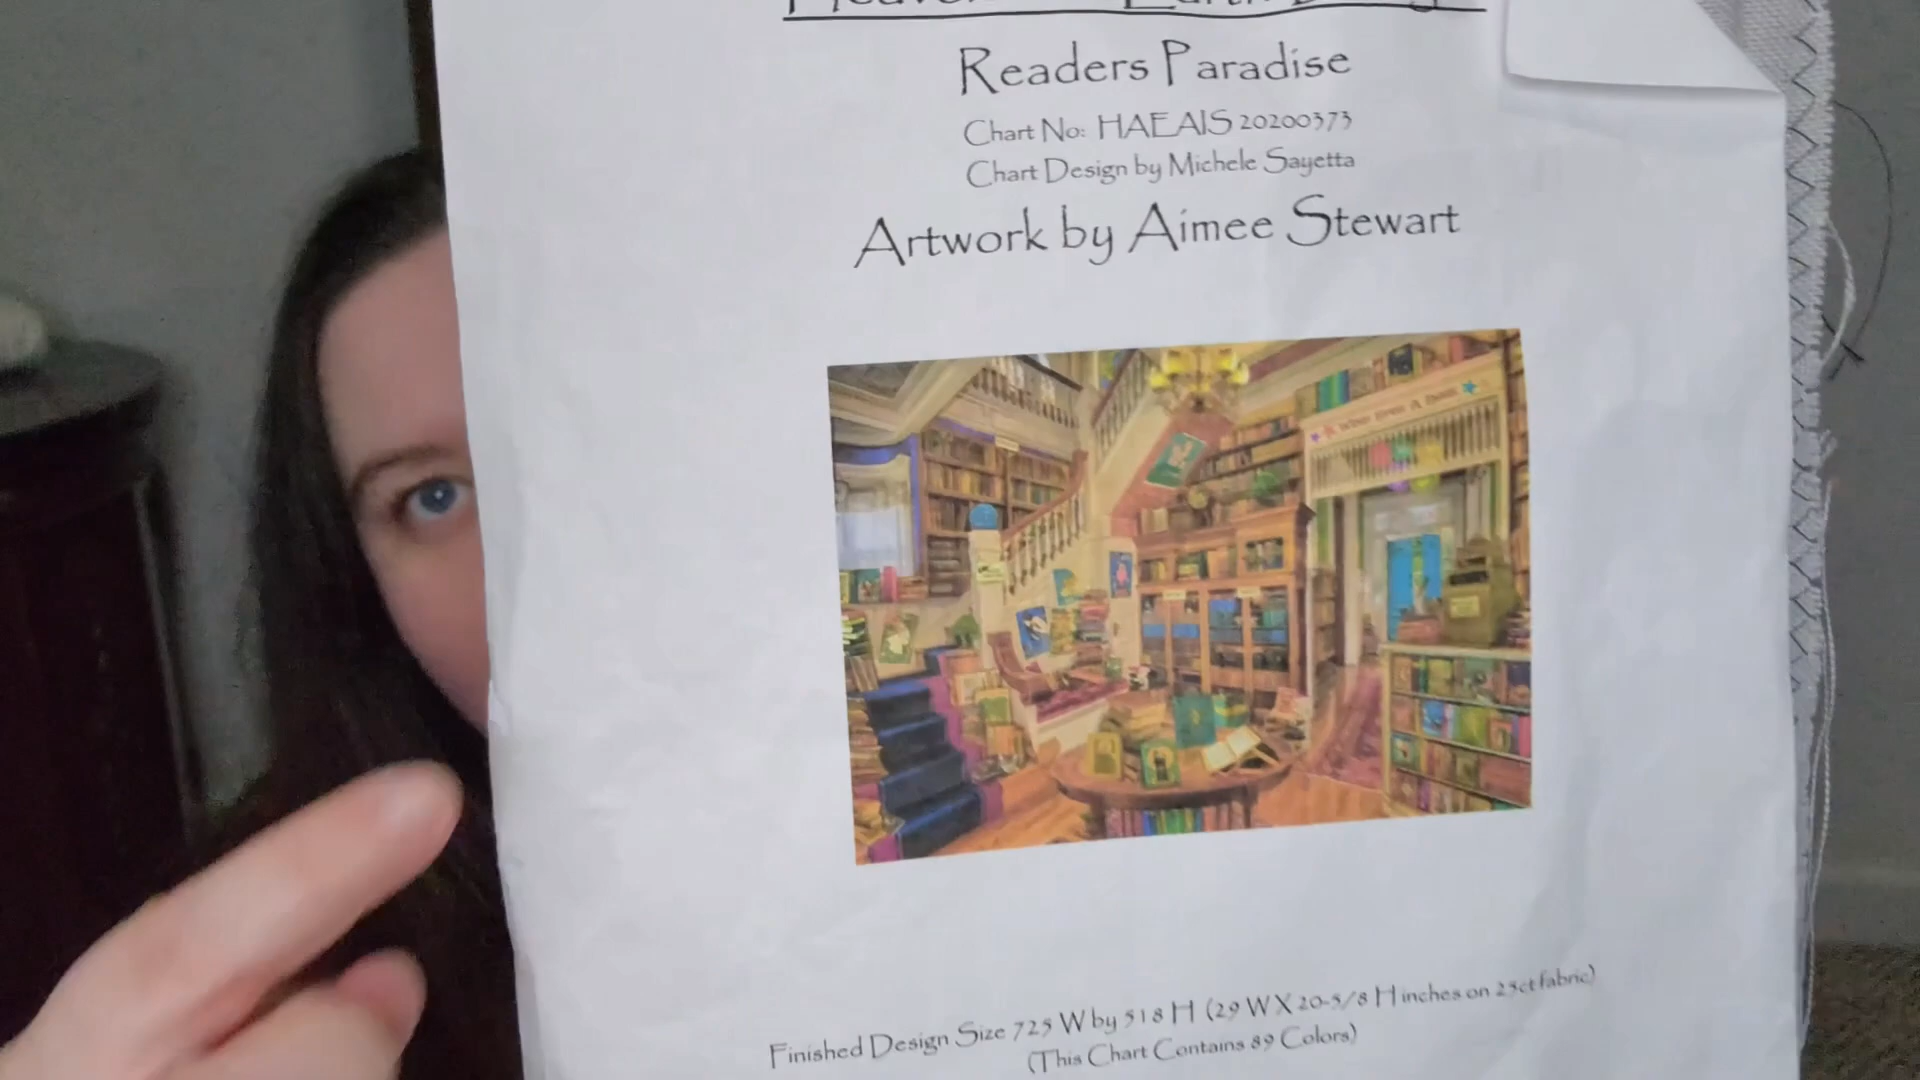 Readers Paradise
Chart No: HAEAIS 20200373
Chart Design by Michele Sayetta
Artwork by Aimee Stewart
Finished Design Size 725 W by 518 H (29 W X 20-5/8 H inches on 25ct fabric)
(This Chart Contains 89 Colors)